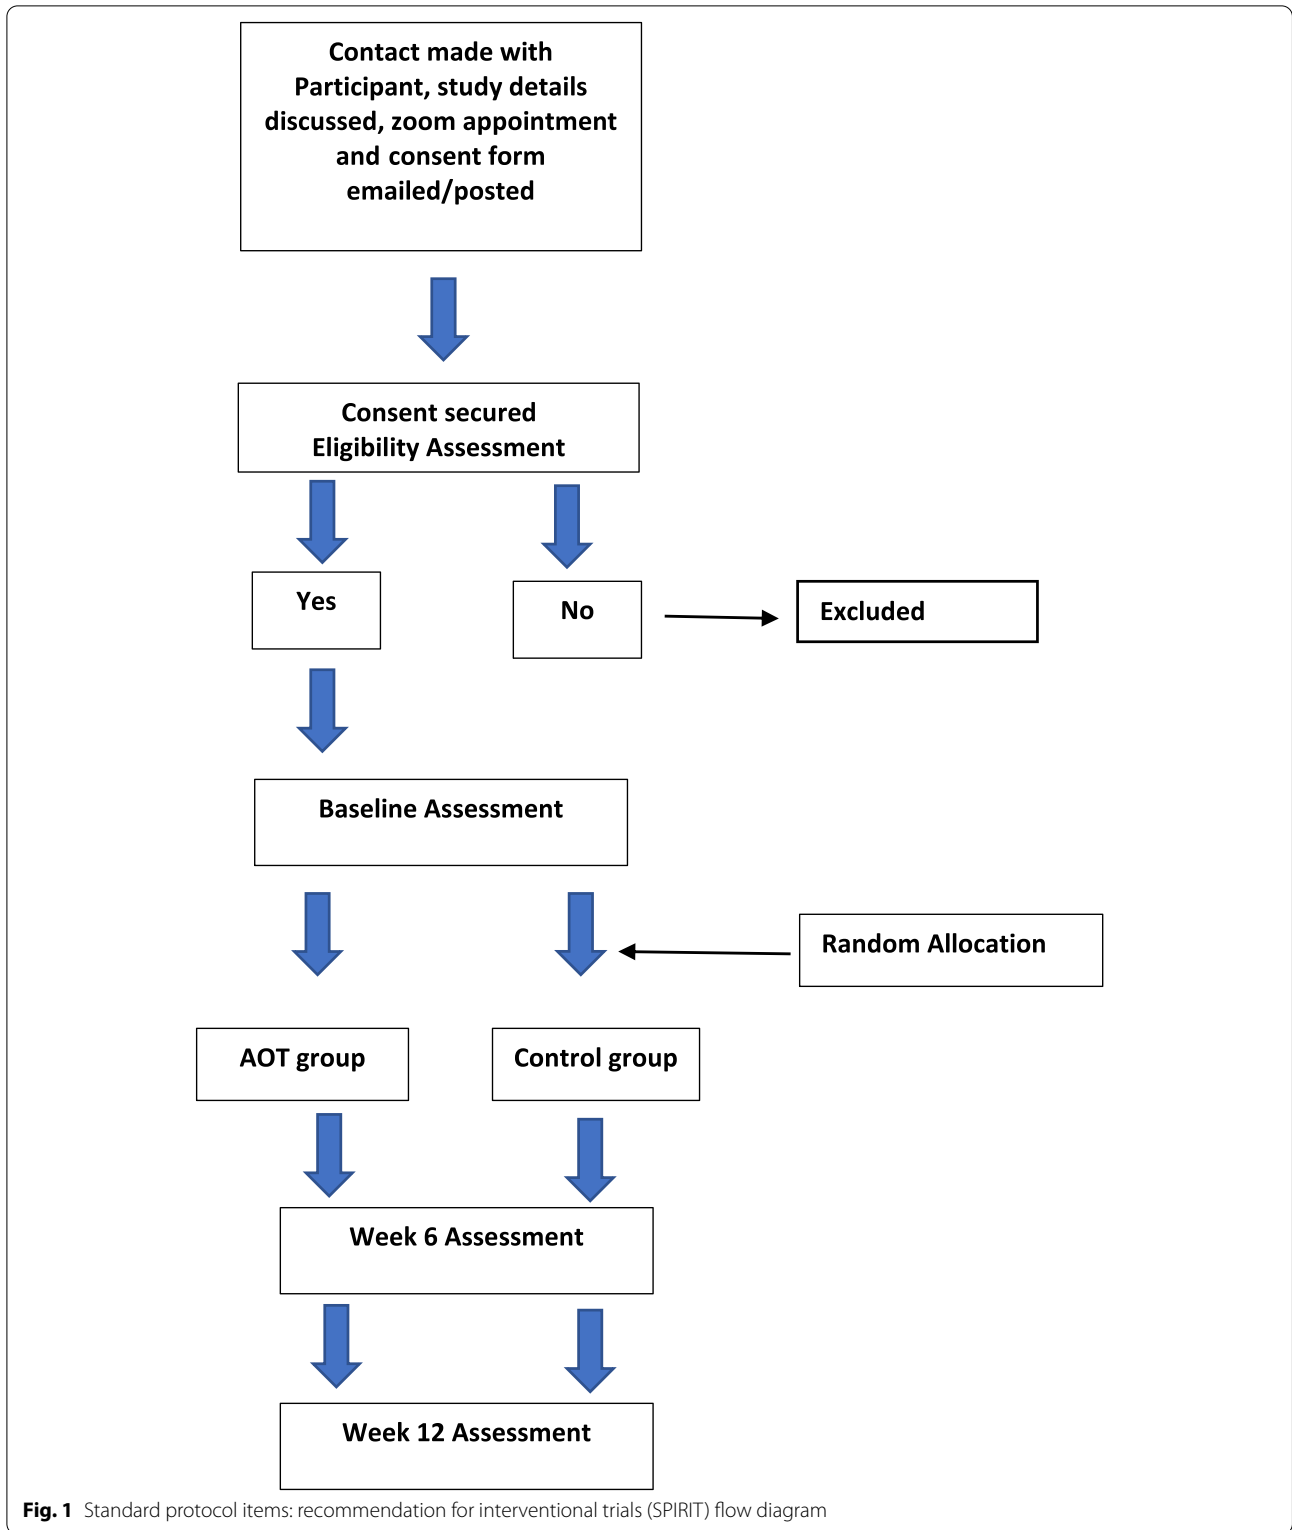 Contact made with
Participant, study details
discussed, zoom appointment
and consent form
emailed/posted
Consent secured
Eligibility Assessment
Yes
No
Excluded
Baseline Assessment
Random Allocation
AOT group
Control group
Week 6 Assessment
Week 12 Assessment
Fig. 1 Standard protocol items: recommendation for interventional trials (SPIRIT) flow diagram